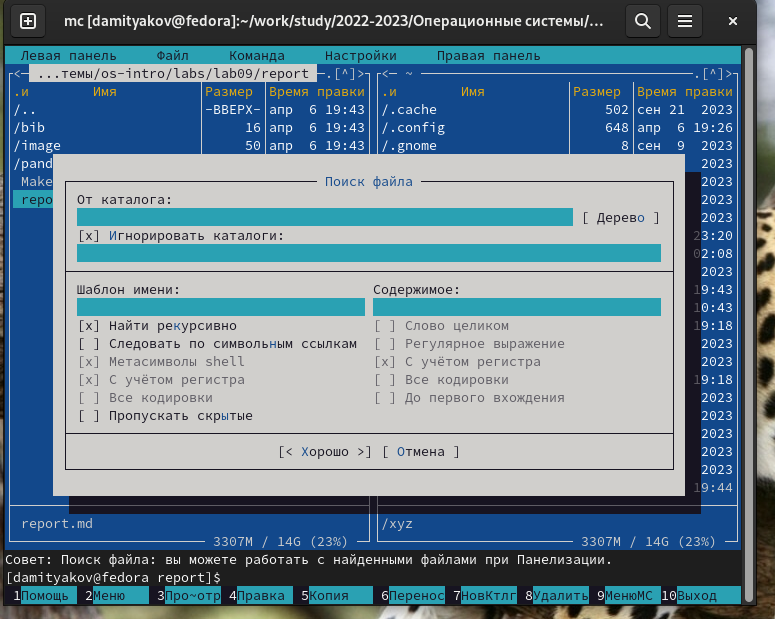 mc [damityakov@fedora]:~/work/study/2022-2023/Операционные системы/...
Левая панель Файл Команда Настройки Правая панель
<— ...темы/os-intro/labs/lab09/report —.[^]> <— ~ —.[^]>
.и Имя Размер Время правки .и Имя Размер Время правки
/.. -ВВЕРХ- апр 6 19:43 /.cache 502 сен 21 2023
/bib 16 апр 6 19:43 /.config 648 апр 6 19:26
/image 50 апр 6 19:43 /.gnome 8 сен 9 2023
/pand 2023
Поиск файла
Make 2023
repo От каталога: 2023
[ Дерево ] 2023
[x] Игнорировать каталоги: 23:20
02:08
2023
Шаблон имени: Содержимое: 19:43
10:43
[x] Найти рекурсивно [ ] Слово целиком 19:18
[ ] Следовать по символьным ссылкам [ ] Регулярное выражение 2023
[x] Метасимволы shell [x] С учётом регистра 2023
[x] С учётом регистра [ ] Все кодировки 19:18
[ ] Все кодировки [ ] До первого вхождения 2023
[ ] Пропускать скрытые 2023
2023
[< Хорошо >] [ Отмена ] 2023
2023
19:44
report.md /xyz
3307M / 14G (23%) 3307M / 14G (23%)
Совет: Поиск файла: вы можете работать с найденными файлами при Панелизации.
[damityakov@fedora report]$
1Помощь 2Меню 3Про~отр 4Правка 5Копия 6Перенос 7НовКтлг 8Удалить 9МенюМС 10Выход